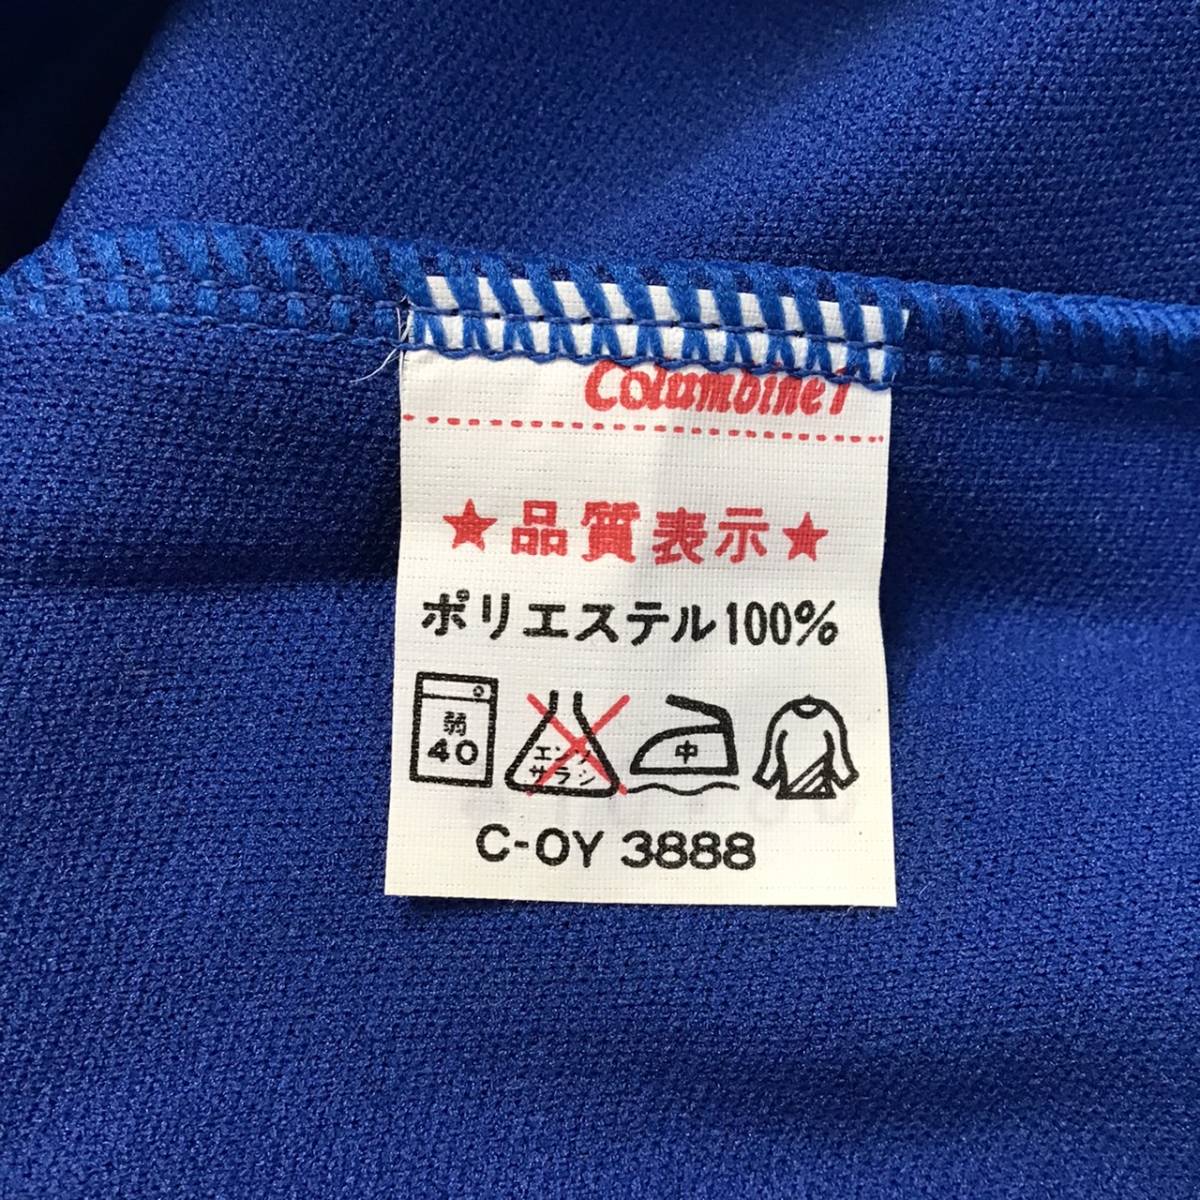 Columbine1
★品質表示★
ポリエステル100%
弱
40
エンソ
サラシ
中
C-OY 3888